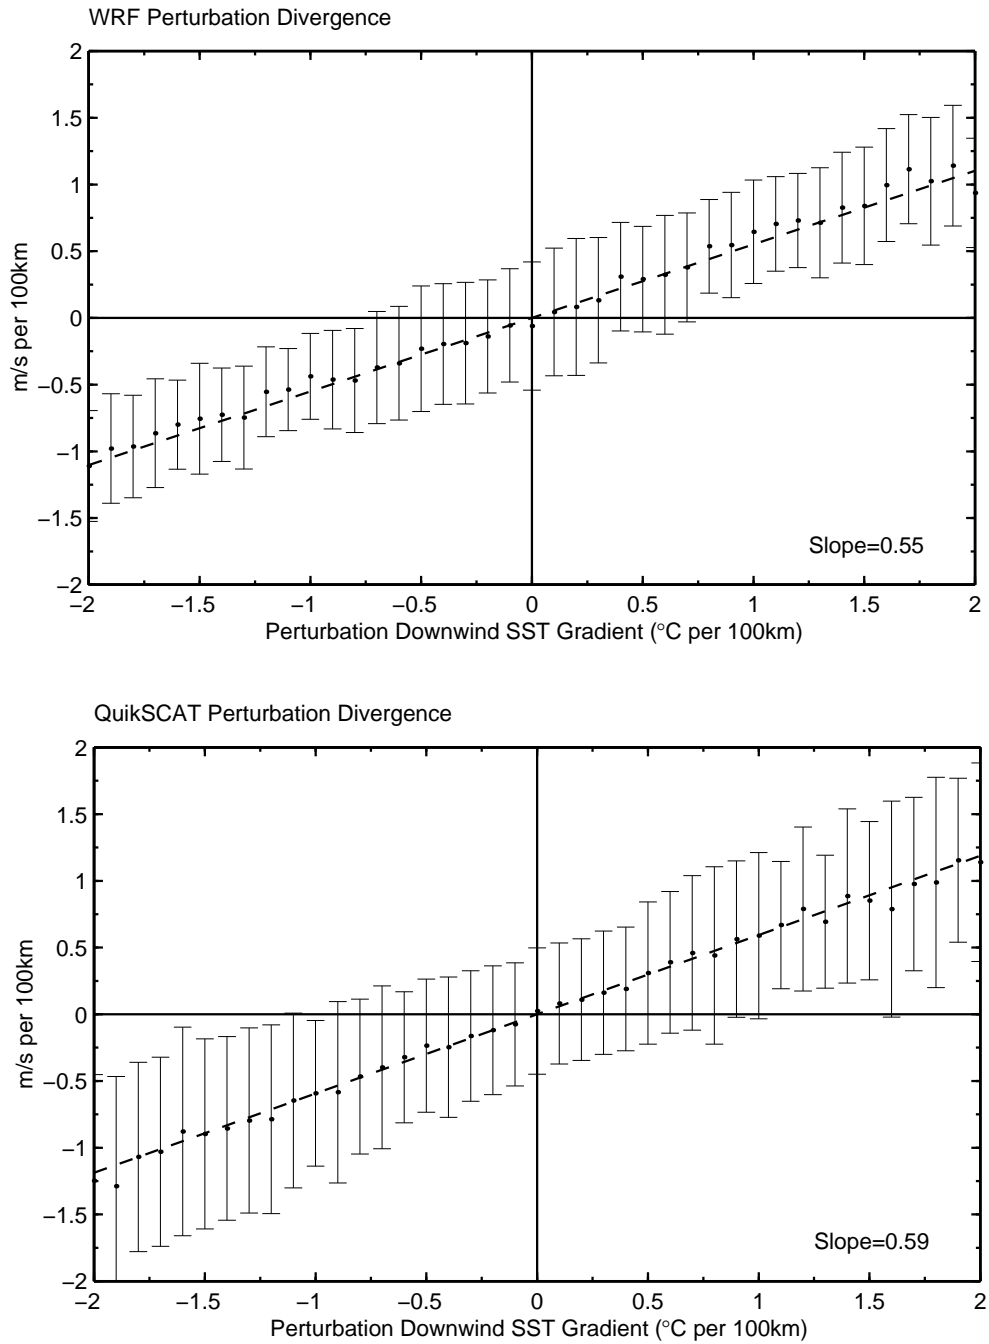 WRF Perturbation Divergence
2
1.5
1
0.5
0
−0.5
−1
−1.5
−2
m/s per 100km
Slope=0.55
−2 −1.5 −1 −0.5 0 0.5 1 1.5 2
Perturbation Downwind SST Gradient (°C per 100km)
QuikSCAT Perturbation Divergence
2
1.5
1
0.5
0
−0.5
−1
−1.5
−2
m/s per 100km
Slope=0.59
−2 −1.5 −1 −0.5 0 0.5 1 1.5 2
Perturbation Downwind SST Gradient (°C per 100km)